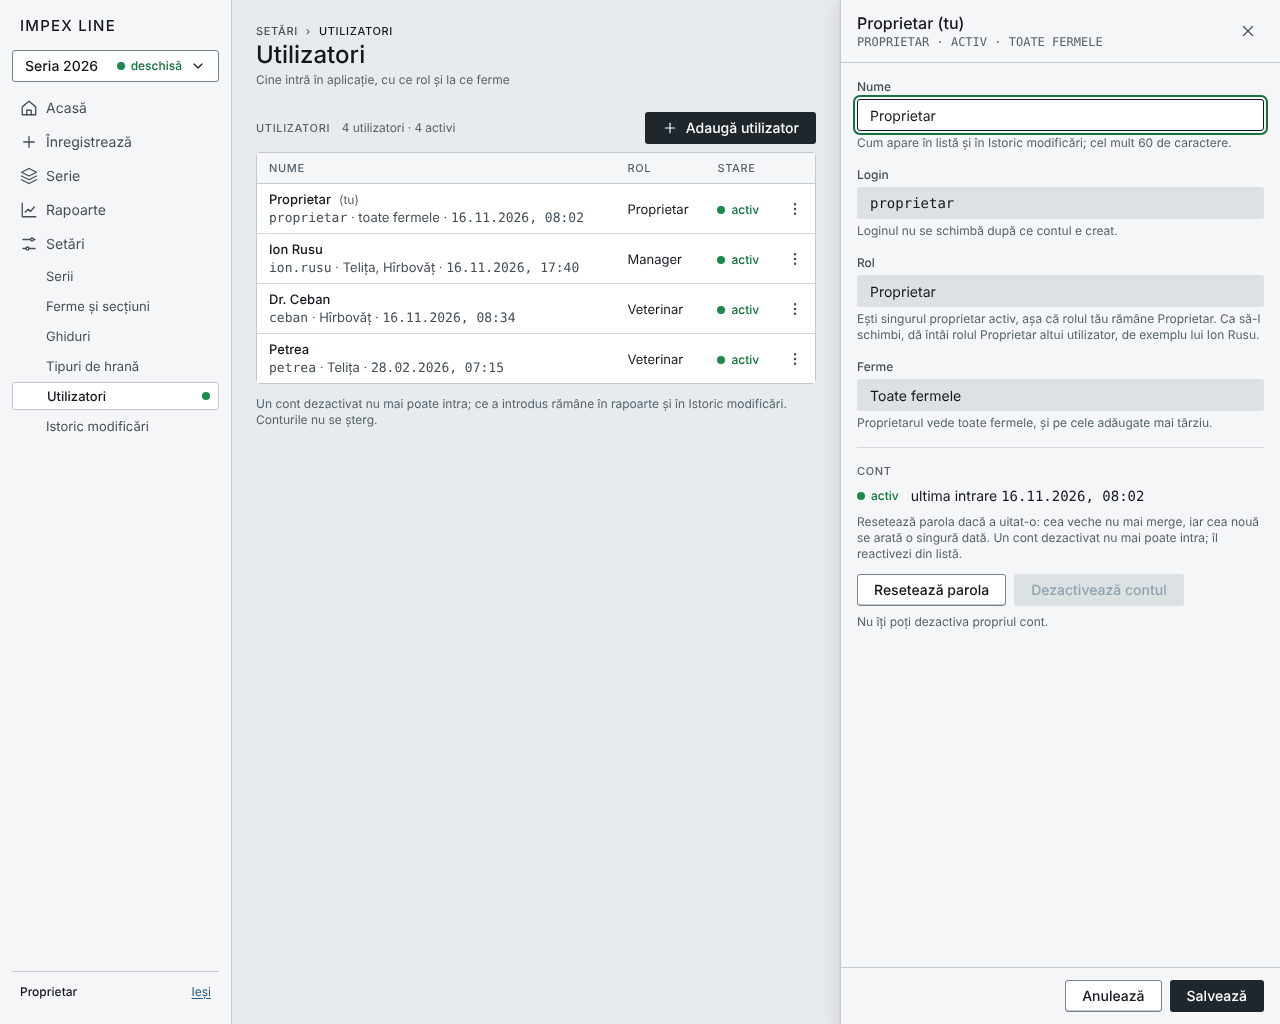 IMPEX LINE
Seria 2026 deschisă
Acasă
Înregistrează
Serie
Rapoarte
Setări
Serii
Ferme și secțiuni
Ghiduri
Tipuri de hrană
Utilizatori
Istoric modificări
Proprietar Ieși
SETĂRI › UTILIZATORI
Utilizatori
Cine intră în aplicație, cu ce rol și la ce ferme
UTILIZATORI 4 utilizatori · 4 activi
Adaugă utilizator
NUME ROL STARE
Proprietar (tu)
proprietar · toate fermele · 16.11.2026, 08:02
Proprietar activ
Ion Rusu
ion.rusu · Telița, Hîrbovăț · 16.11.2026, 17:40
Manager activ
Dr. Ceban
ceban · Hîrbovăț · 16.11.2026, 08:34
Veterinar activ
Petrea
petrea · Telița · 28.02.2026, 07:15
Veterinar activ
Un cont dezactivat nu mai poate intra; ce a introdus rămâne în rapoarte și în Istoric modificări.
Conturile nu se șterg.
Proprietar (tu)
PROPRIETAR · ACTIV · TOATE FERMELE
Nume
Proprietar
Cum apare în listă și în Istoric modificări; cel mult 60 de caractere.
Login
proprietar
Loginul nu se schimbă după ce contul e creat.
Rol
Proprietar
Ești singurul proprietar activ, așa că rolul tău rămâne Proprietar. Ca să-l
schimbi, dă întâi rolul Proprietar altui utilizator, de exemplu lui Ion Rusu.
Ferme
Toate fermele
Proprietarul vede toate fermele, și pe cele adăugate mai târziu.
CONT
activ ultima intrare 16.11.2026, 08:02
Resetează parola dacă a uitat-o: cea veche nu mai merge, iar cea nouă
se arată o singură dată. Un cont dezactivat nu mai poate intra; îl
reactivezi din listă.
Resetează parola Dezactivează contul
Nu îți poți dezactiva propriul cont.
Anulează Salvează